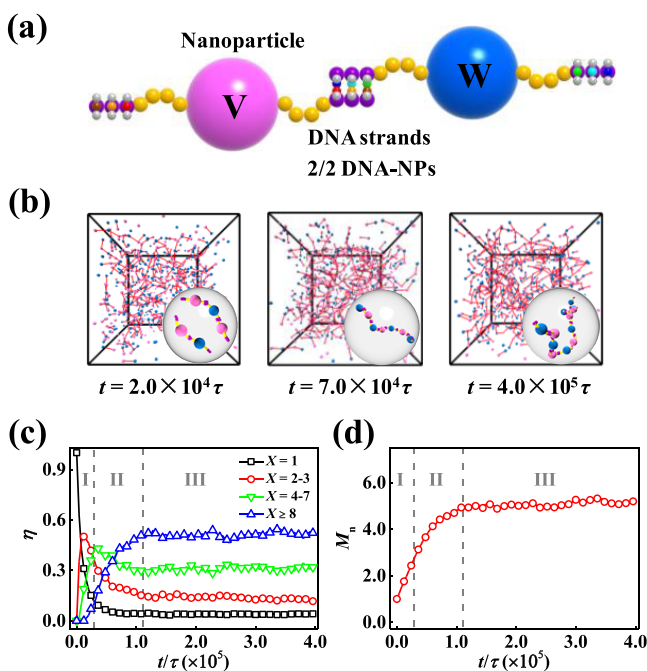 (a)
Nanoparticle
V
W
DNA strands
2/2 DNA-NPs
(b)
t = 2.0×10⁴τ
t = 7.0×10⁴τ
t = 4.0×10⁵τ
(c)
I
II
III
X = 1
X = 2-3
X = 4-7
X ≥ 8
0.9
0.6
0.3
0.0
η
0.0
1.0
2.0
3.0
4.0
t/τ (×10⁵)
(d)
I
II
III
6.0
4.0
2.0
0.0
Mₙ
0.0
1.0
2.0
3.0
4.0
t/τ (×10⁵)